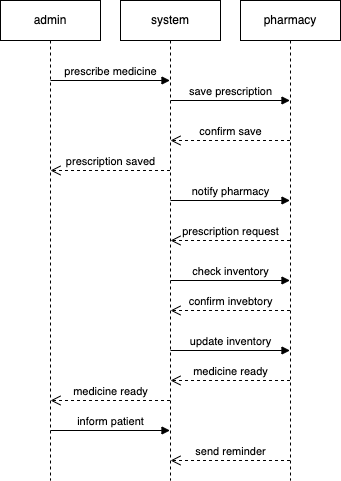 admin
system
pharmacy
prescribe medicine
save prescription
confirm save
prescription saved
notify pharmacy
prescription request
check inventory
confirm invebtory
update inventory
medicine ready
medicine ready
inform patient
send reminder